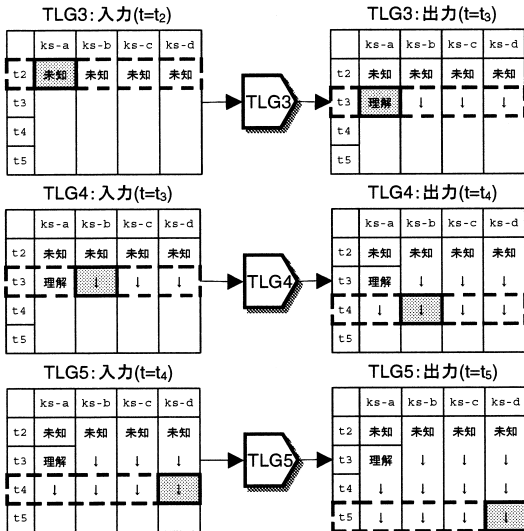 TLG3:入力(t=t₂)
ks-a ks-b ks-c ks-d
t2 未知 未知 未知 未知
t3
t4
t5
TLG3
TLG3:出力(t=t₃)
ks-a ks-b ks-c ks-d
t2 未知 未知 未知 未知
t3 理解 ↓ ↓ ↓
t4
t5
TLG4:入力(t=t₃)
ks-a ks-b ks-c ks-d
t2 未知 未知 未知 未知
t3 理解 ↓ ↓ ↓
t4
t5
TLG4
TLG4:出力(t=t₄)
ks-a ks-b ks-c ks-d
t2 未知 未知 未知 未知
t3 理解 ↓ ↓ ↓
t4 ↓ ↓ ↓ ↓
t5
TLG5:入力(t=t₄)
ks-a ks-b ks-c ks-d
t2 未知 未知 未知 未知
t3 理解 ↓ ↓ ↓
t4 ↓ ↓ ↓ ↓
t5
TLG5
TLG5:出力(t=t₅)
ks-a ks-b ks-c ks-d
t2 未知 未知 未知 未知
t3 理解 ↓ ↓ ↓
t4 ↓ ↓ ↓ ↓
t5 ↓ ↓ ↓ ↓